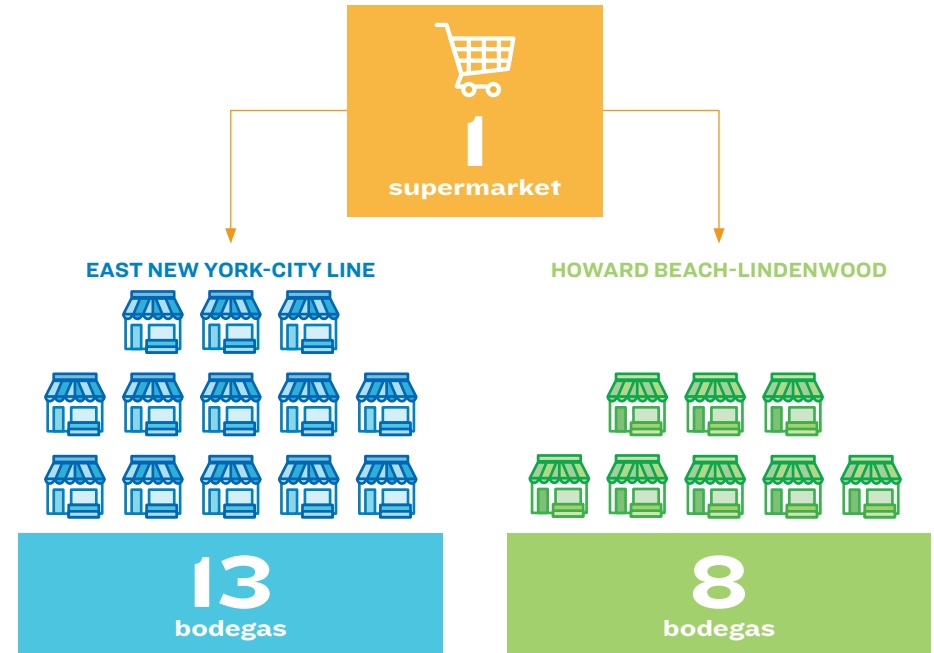 1
supermarket
EAST NEW YORK-CITY LINE
HOWARD BEACH-LINDENWOOD
13
bodegas
8
bodegas